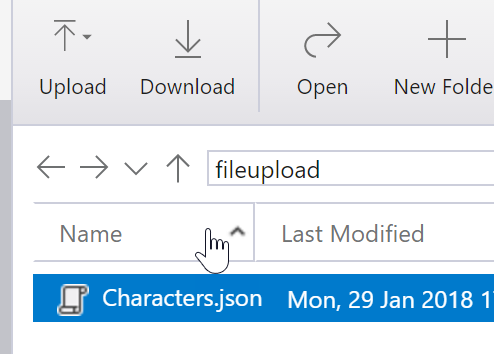 Upload Download Open New Folde
fileupload
Name Last Modified
Characters.json Mon, 29 Jan 2018 1